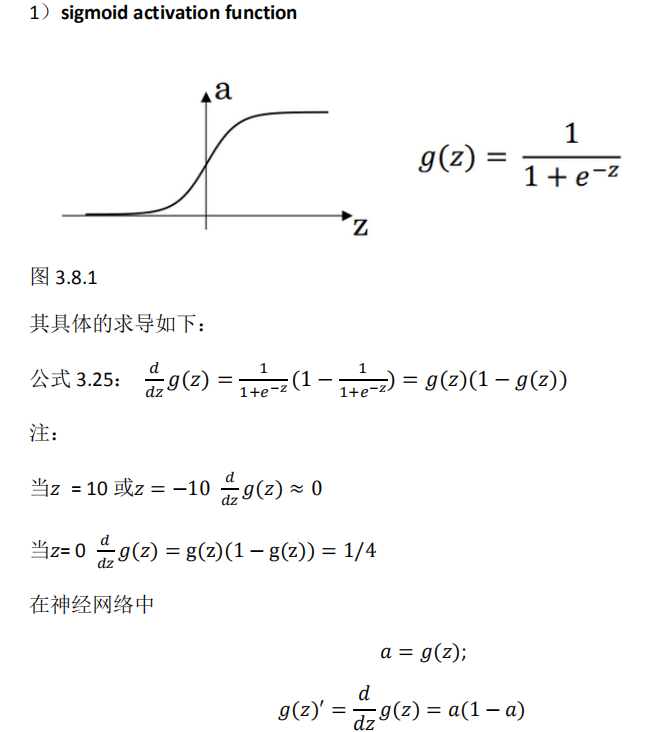 1）sigmoid activation function
a
g(z) = 1 / (1 + e^{-z})
z
图 3.8.1
其具体的求导如下：
公式 3.25： \frac{d}{dz}g(z) = \frac{1}{1+e^{-z}}(1 − \frac{1}{1+e^{-z}}) = g(z)(1 − g(z))
注：
当z = 10 或z = −10 \frac{d}{dz}g(z) ≈ 0
当z= 0 \frac{d}{dz}g(z) = g(z)(1 – g(z)) = 1/4
在神经网络中
a = g(z);
g(z)′ = \frac{d}{dz}g(z) = a(1 − a)